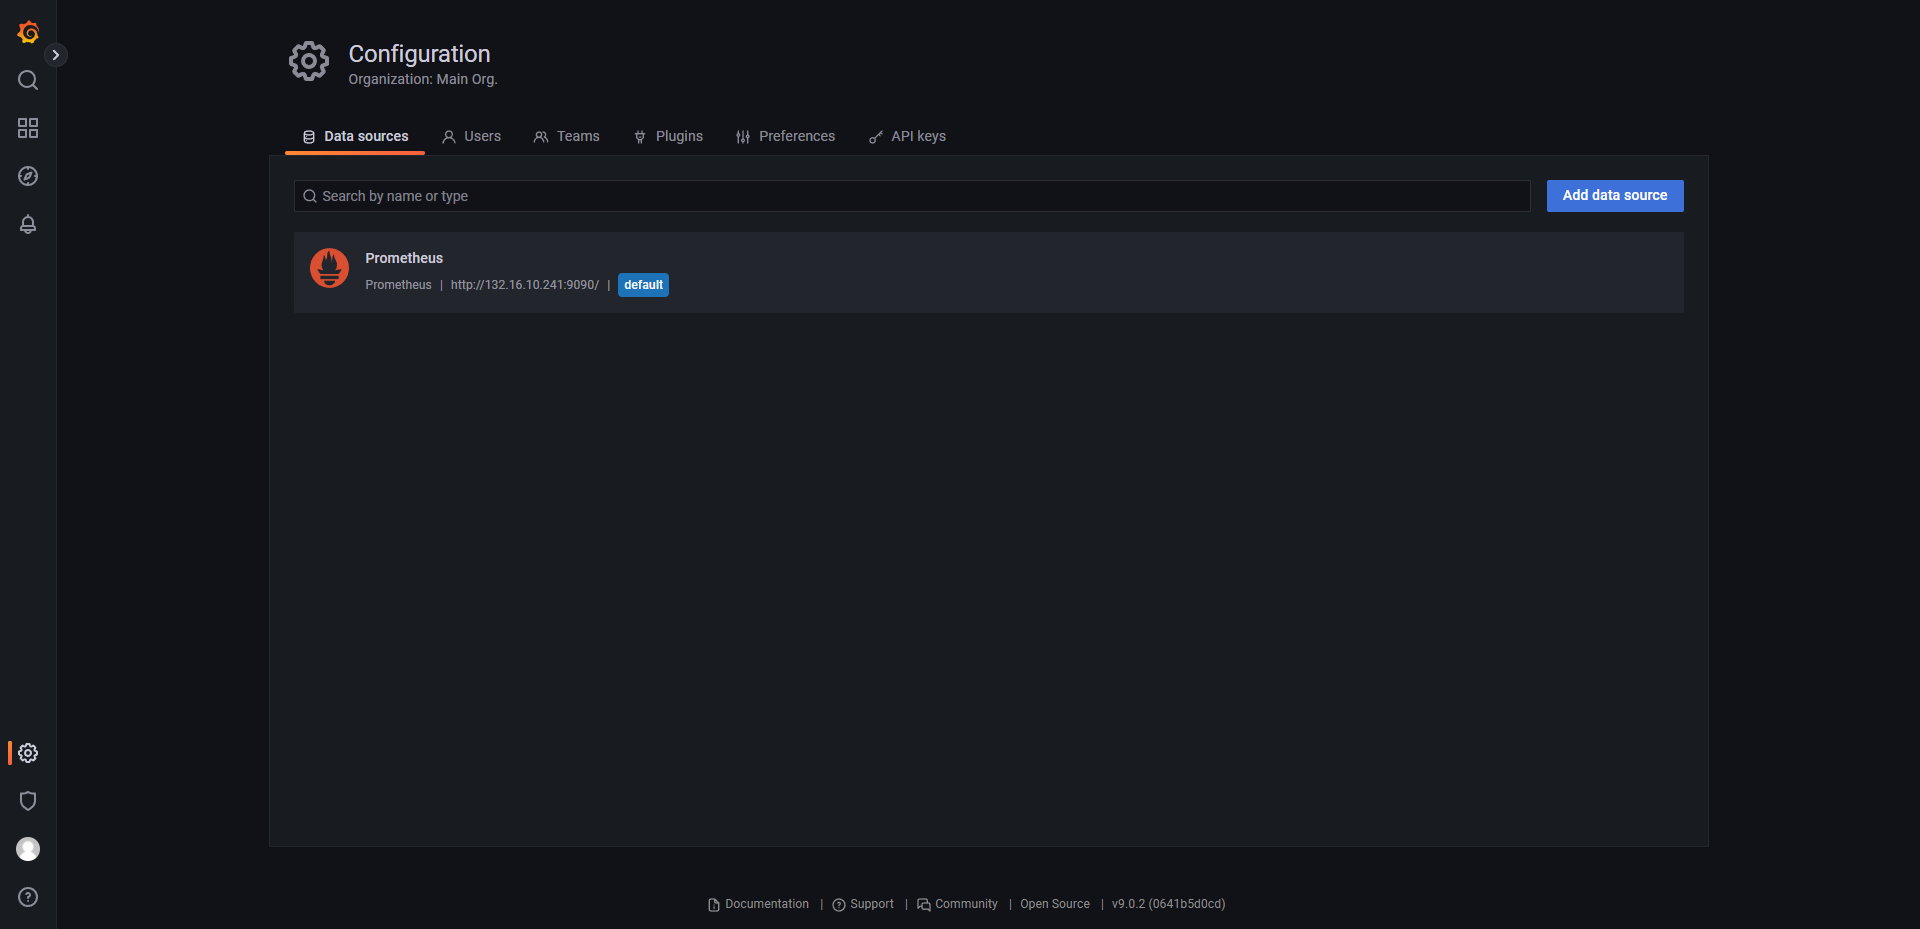 Configuration
Organization: Main Org.
Data sources Users Teams Plugins Preferences API keys
Search by name or type Add data source
Prometheus
Prometheus | http://132.16.10.241:9090/ | default
Documentation | Support | Community | Open Source | v9.0.2 (0641b5d0cd)